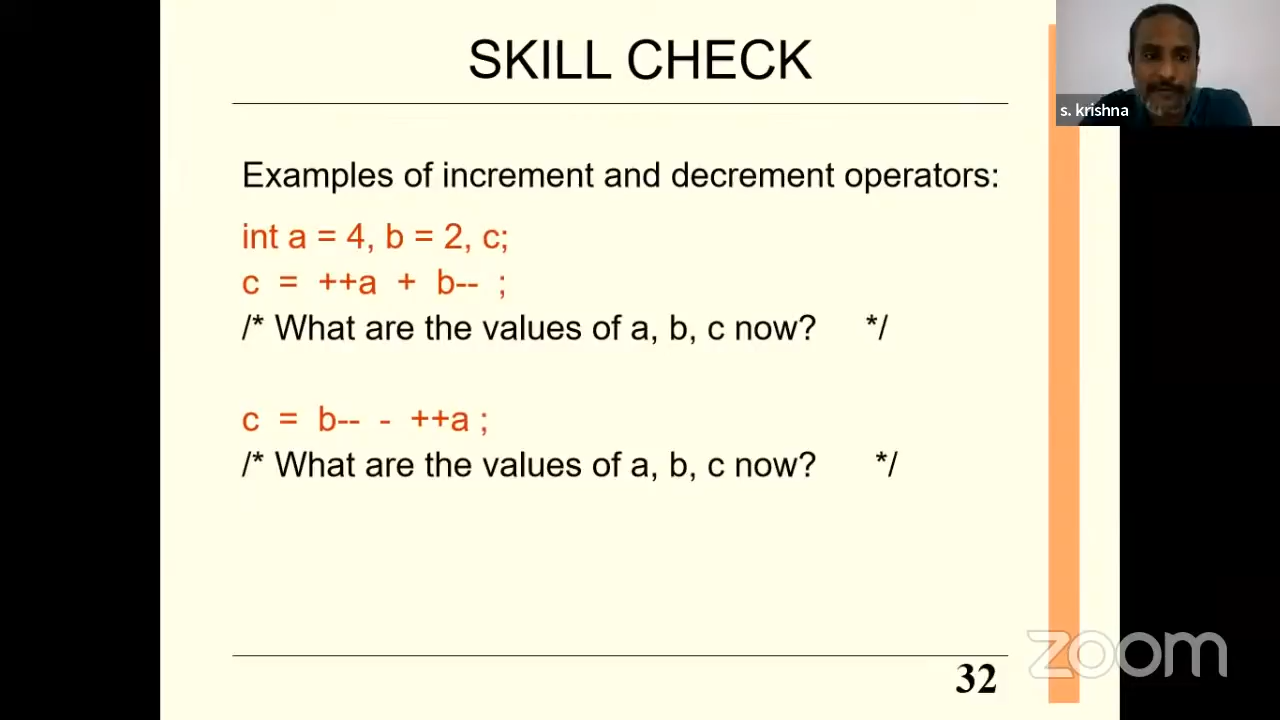 SKILL CHECK
s. krishna
Examples of increment and decrement operators:
int a = 4, b = 2, c;
c = ++a + b-- ;
/* What are the values of a, b, c now? */
c = b-- - ++a ;
/* What are the values of a, b, c now? */
32
zoom